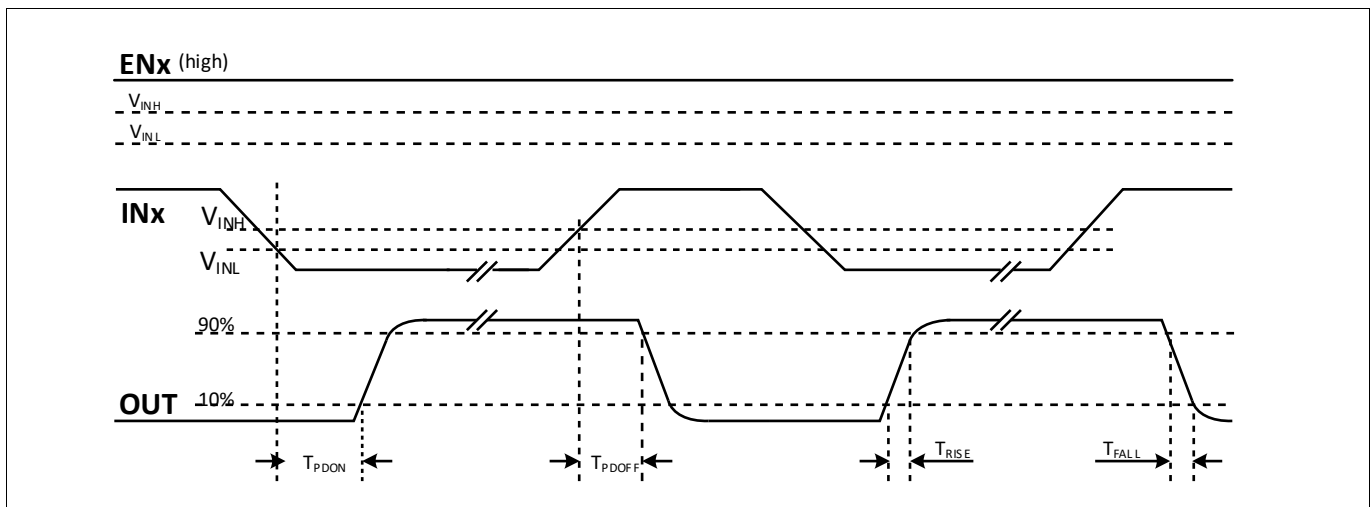 ENx (high)
VINH
VINL
INx
VINH
VINL
90%
OUT
10%
TPDON
TPDOFF
TRISE
TFALL